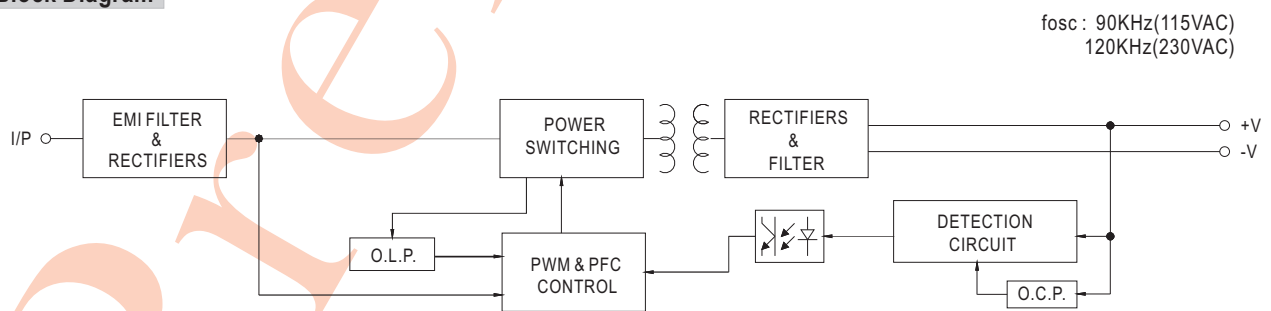 Block Diagram
fosc : 90KHz(115VAC)
120KHz(230VAC)
I/P
EMI FILTER
&
RECTIFIERS
POWER
SWITCHING
RECTIFIERS
&
FILTER
+V
-V
O.L.P.
PWM & PFC
CONTROL
DETECTION
CIRCUIT
O.C.P.